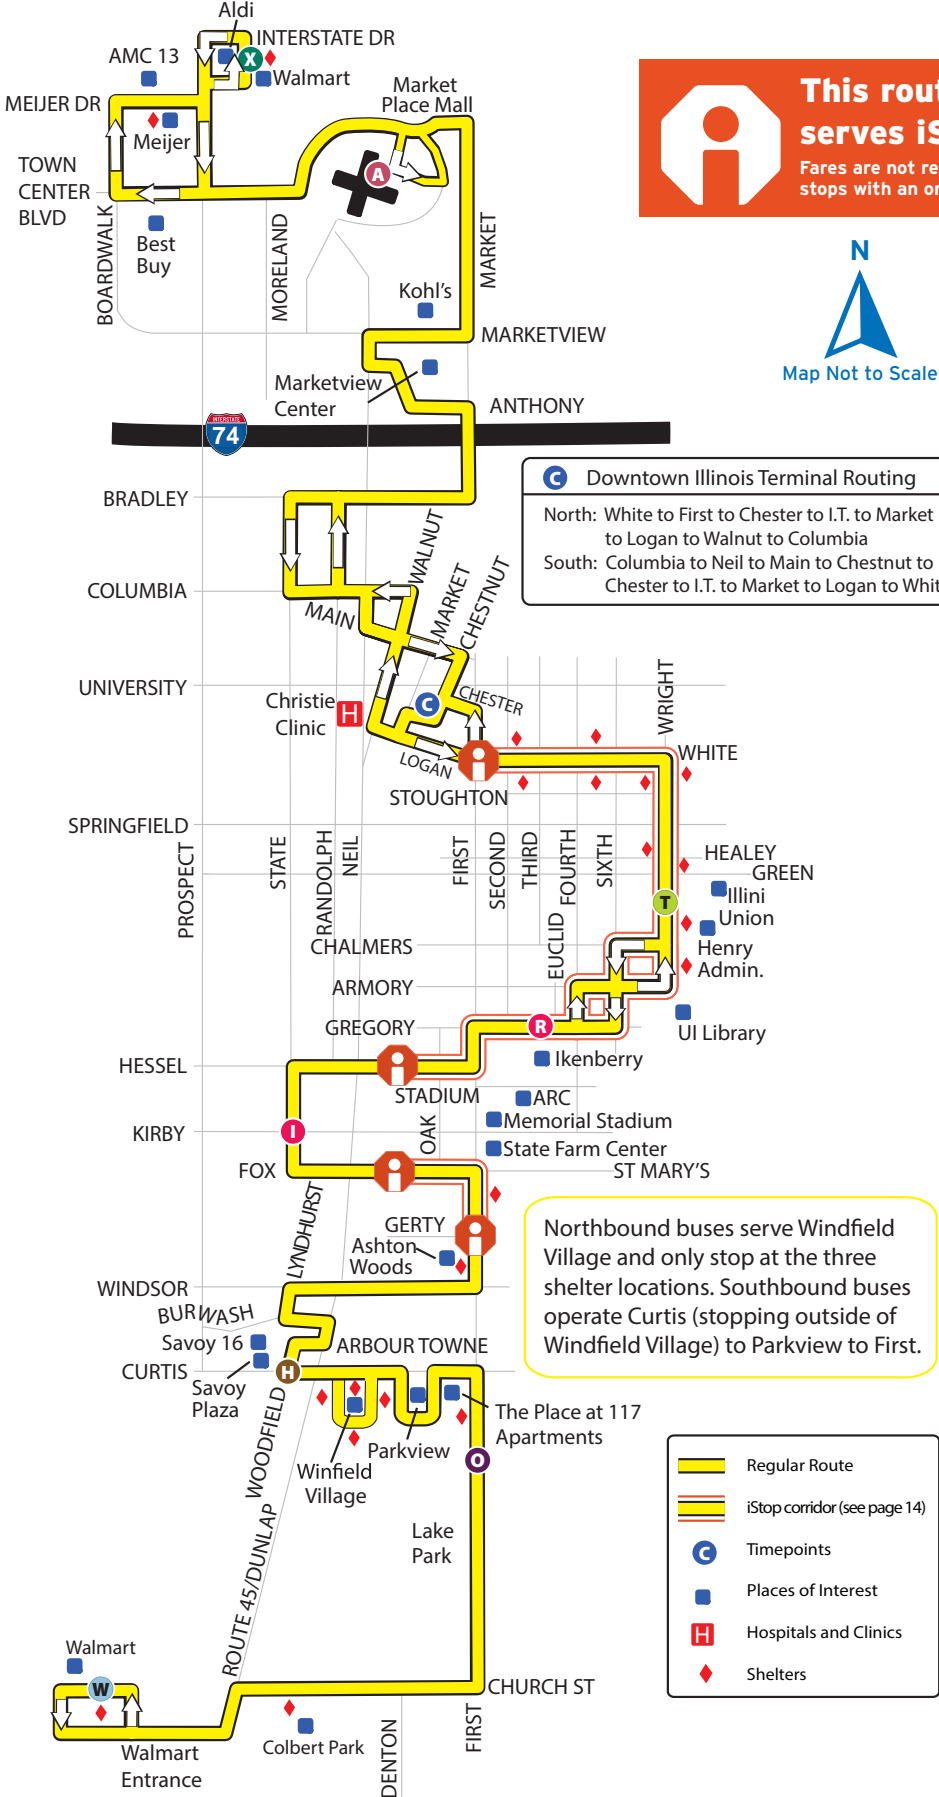 Aldi
INTERSTATE DR
AMC 13
X
Walmart
Market
Place Mall
MEIJER DR
Meijer
TOWN
CENTER
BLVD
A
BOARDWALK
Best
Buy
MORELAND
MARKET
Kohl's
MARKETVIEW
Marketview
Center
ANTHONY
INTERSTATE
74
This rout
serves iS
Fares are not re
stops with an or
N
Map Not to Scale
C Downtown Illinois Terminal Routing
North: White to First to Chester to I.T. to Market
to Logan to Walnut to Columbia
South: Columbia to Neil to Main to Chestnut to
Chester to I.T. to Market to Logan to Whit
BRADLEY
WALNUT
COLUMBIA
MAIN
MARKET
CHESTNUT
UNIVERSITY
Christie
Clinic
H
C
CHESTER
LOGAN
WRIGHT
WHITE
STOUGHTON
SPRINGFIELD
PROSPECT
STATE
RANDOLPH
NEIL
FIRST
SECOND
THIRD
FOURTH
SIXTH
HEALEY
GREEN
T
Illini
Union
Henry
Admin.
CHALMERS
EUCLID
ARMORY
GREGORY
R
UI Library
Ikenberry
HESSEL
STADIUM
ARC
Memorial Stadium
State Farm Center
KIRBY
I
OAK
FOX
ST MARY'S
LYNDHURST
GERTY
Ashton
Woods
WINDSOR
BURWASH
Savoy 16
ARBOUR TOWNE
CURTIS
H
Savoy
Plaza
WOODFIELD
Winfield
Village
Parkview
The Place at 117
Apartments
O
Northbound buses serve Windfield
Village and only stop at the three
shelter locations. Southbound buses
operate Curtis (stopping outside of
Windfield Village) to Parkview to First.
Lake
Park
ROUTE 45/DUNLAP
Walmart
W
CHURCH ST
Colbert Park
Walmart
Entrance
DENTON
FIRST
Regular Route
iStop corridor (see page 14)
C Timepoints
Places of Interest
H Hospitals and Clinics
Shelters